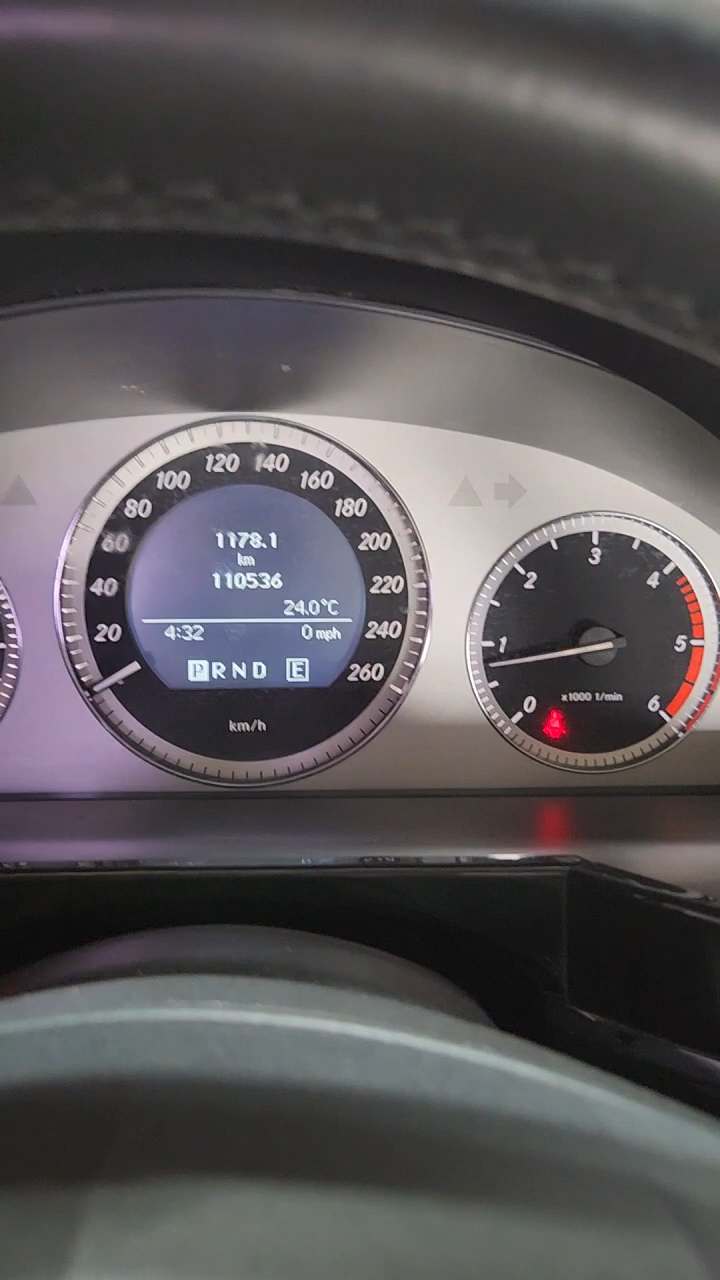 1178.1
km
110536
24.0°C
4:32 0 mph
P R N D E
20 40 60 80 100 120 140 160 180 200 220 240 260
km/h
0 1 2 3 4 5 6
x1000 1/min